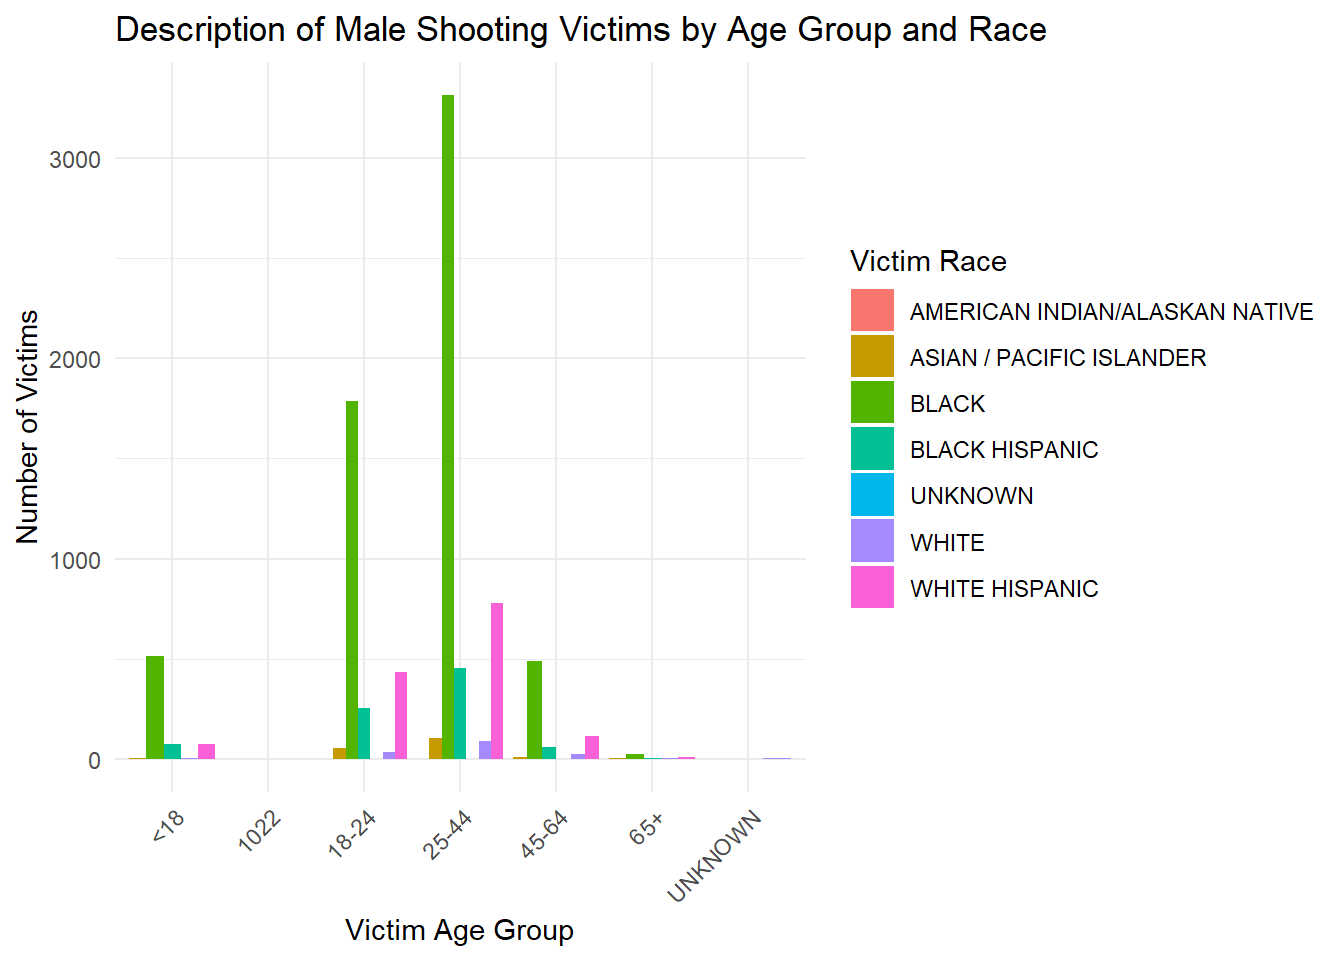 Description of Male Shooting Victims by Age Group and Race
3000
2000
1000
0
Number of Victims
<18
1022
18-24
25-44
45-64
65+
UNKNOWN
Victim Age Group
Victim Race
AMERICAN INDIAN/ALASKAN NATIVE
ASIAN / PACIFIC ISLANDER
BLACK
BLACK HISPANIC
UNKNOWN
WHITE
WHITE HISPANIC